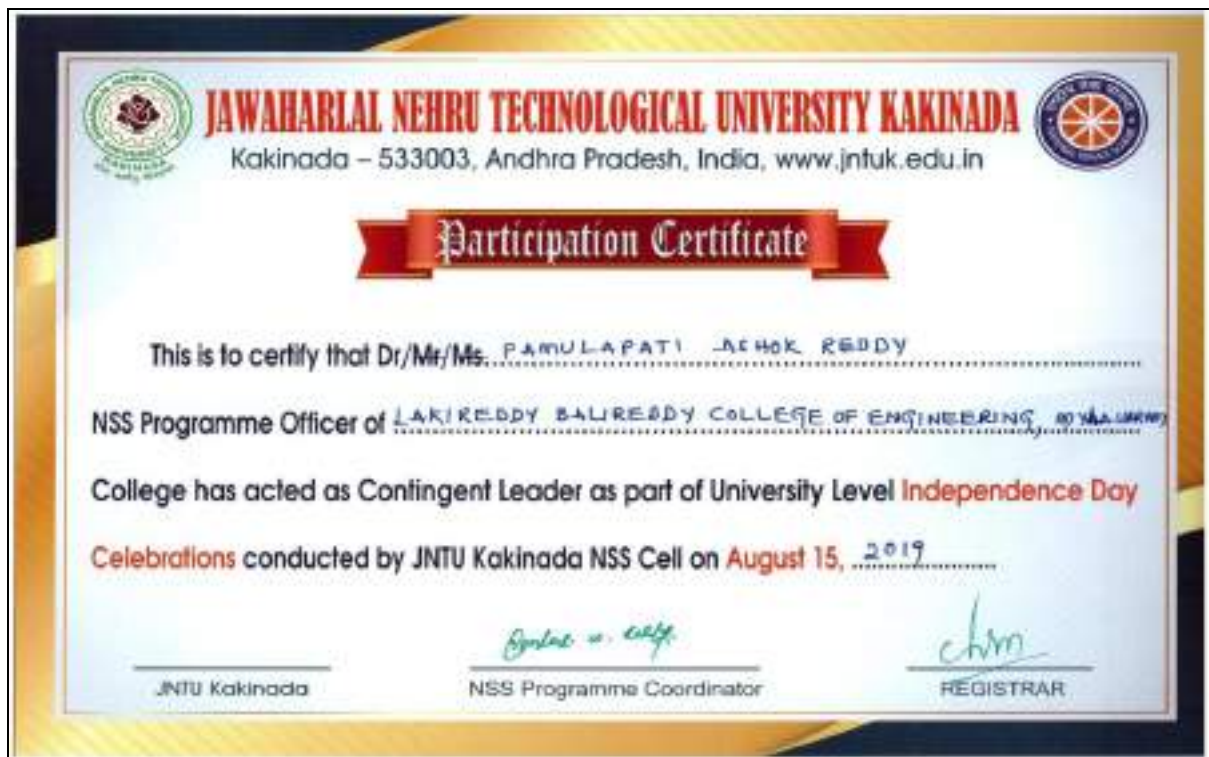 JAWAHARLAL NEHRU TECHNOLOGICAL UNIVERSITY KAKINADA
Kakinada – 533003, Andhra Pradesh, India, www.jntuk.edu.in
Participation Certificate
This is to certify that Dr/Mr/Ms. PAMULAPATI ASHOK REDDY
NSS Programme Officer of LAKIREDDY BALIREDDY COLLEGE OF ENGINEERING,
College has acted as Contingent Leader as part of University Level Independence Day
Celebrations conducted by JNTU Kakinada NSS Cell on August 15, 2019
JNTU Kakinada
NSS Programme Coordinator
REGISTRAR